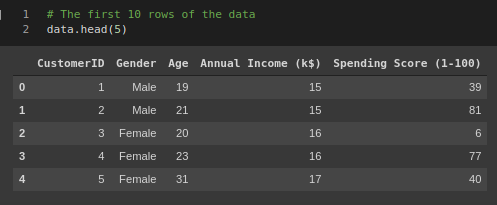 1 # The first 10 rows of the data
2 data.head(5)
CustomerID Gender Age Annual Income (k$) Spending Score (1-100)
0 1 Male 19 15 39
1 2 Male 21 15 81
2 3 Female 20 16 6
3 4 Female 23 16 77
4 5 Female 31 17 40